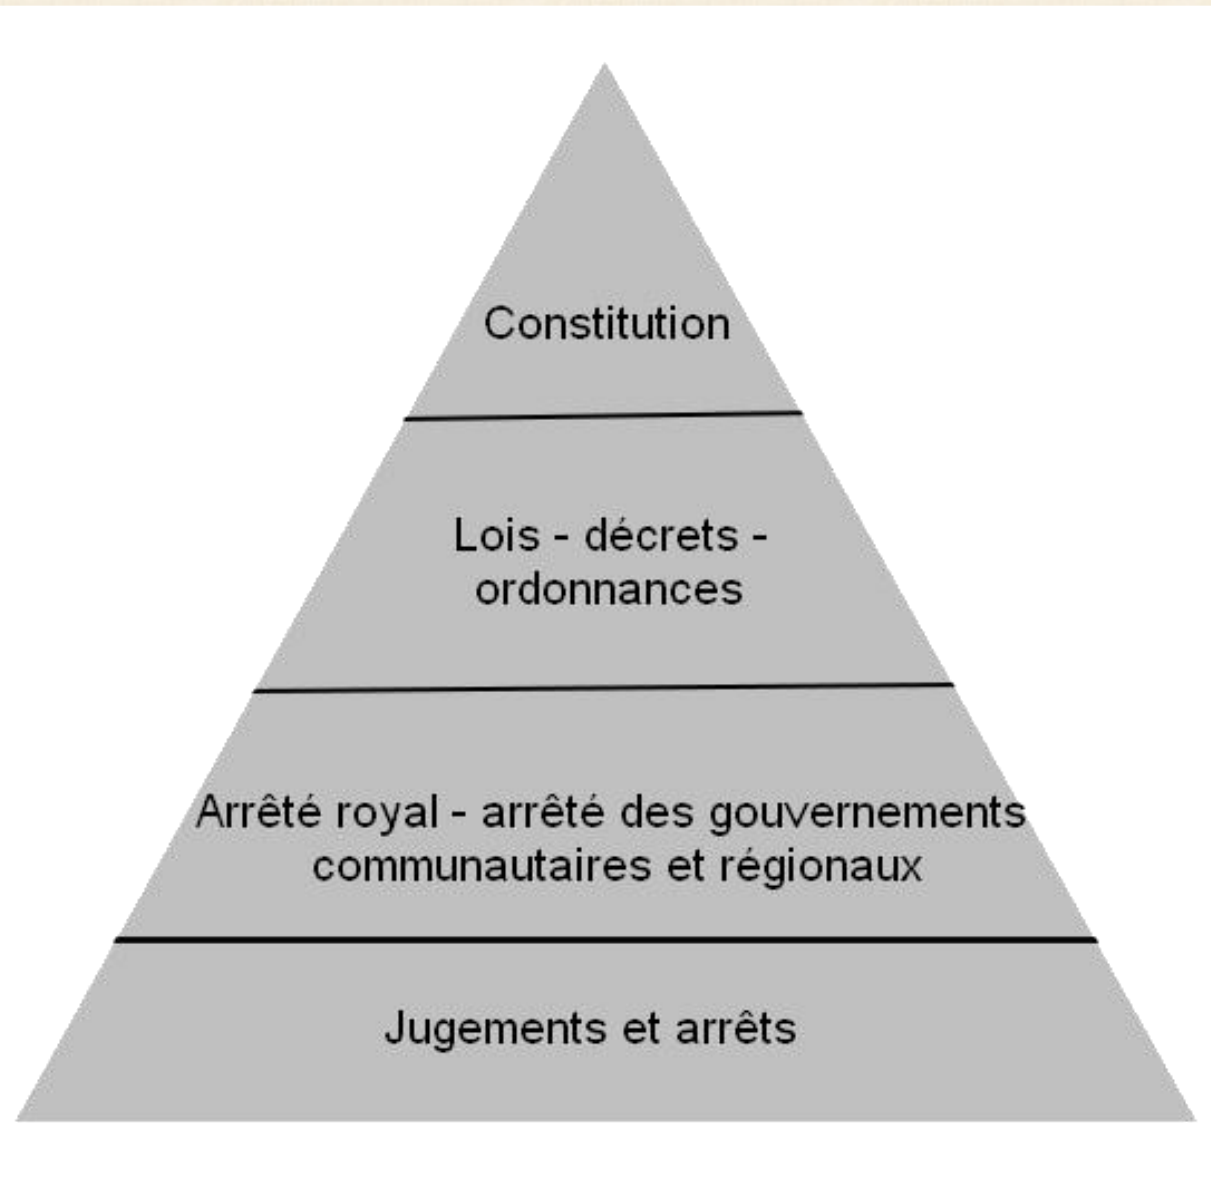 Constitution
Lois - décrets -
ordonnances
Arrêté royal - arrêté des gouvernements
communautaires et régionaux
Jugements et arrêts